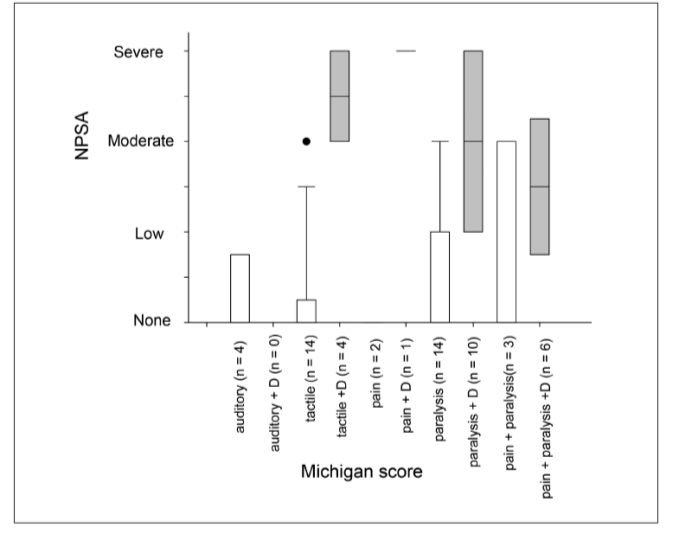 Severe
Moderate
Low
None
NPSA
auditory (n = 4)
auditory + D (n = 0)
tactile (n = 14)
tactile +D (n = 4)
pain (n = 2)
pain + D (n = 1)
paralysis (n = 14)
paralysis + D (n = 10)
pain + paralysis(n = 3)
pain + paralysis +D (n = 6)
Michigan score